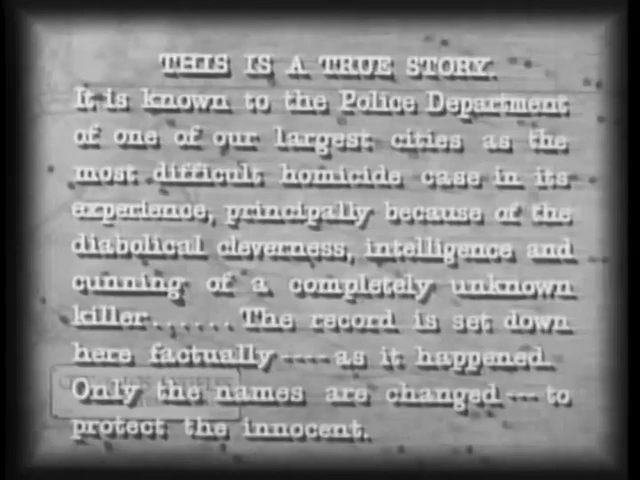 THIS IS A TRUE STORY.
It is known to the Police Department
of one of our largest cities as the
most difficult homicide case in its
experience, principally because of the
diabolical cleverness, intelligence and
cunning of a completely unknown
killer......The record is set down
here factually----as it happened.
Only the names are changed---to
protect the innocent.